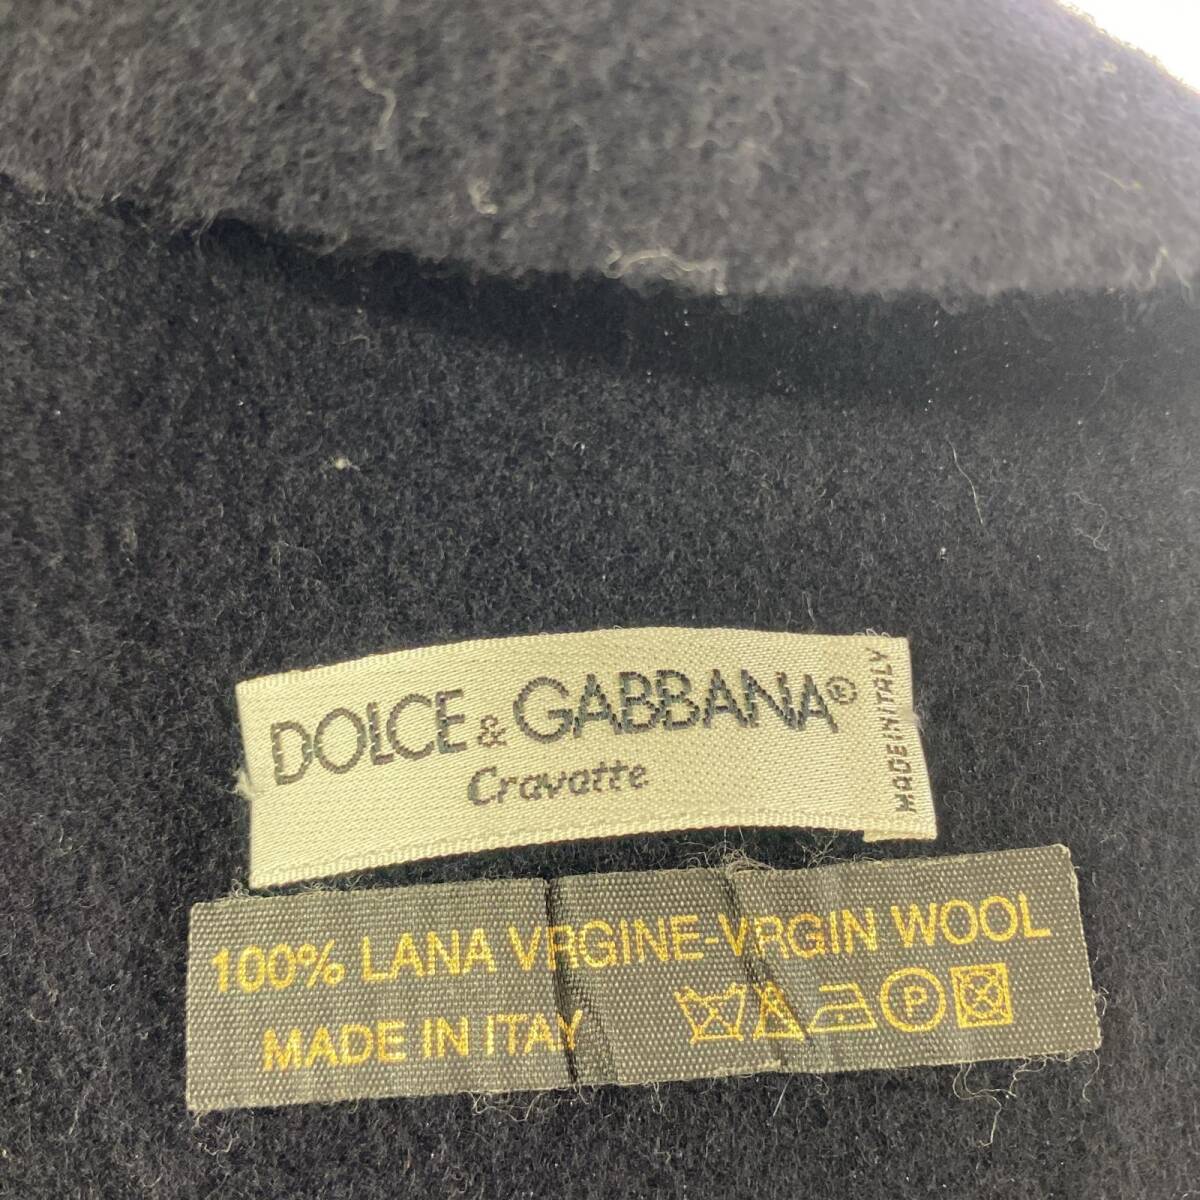 DOLCE & GABBANA®
Cravatte
MADE IN ITALY
100% LANA VRGINE-VRGIN WOOL
MADE IN ITAY
P